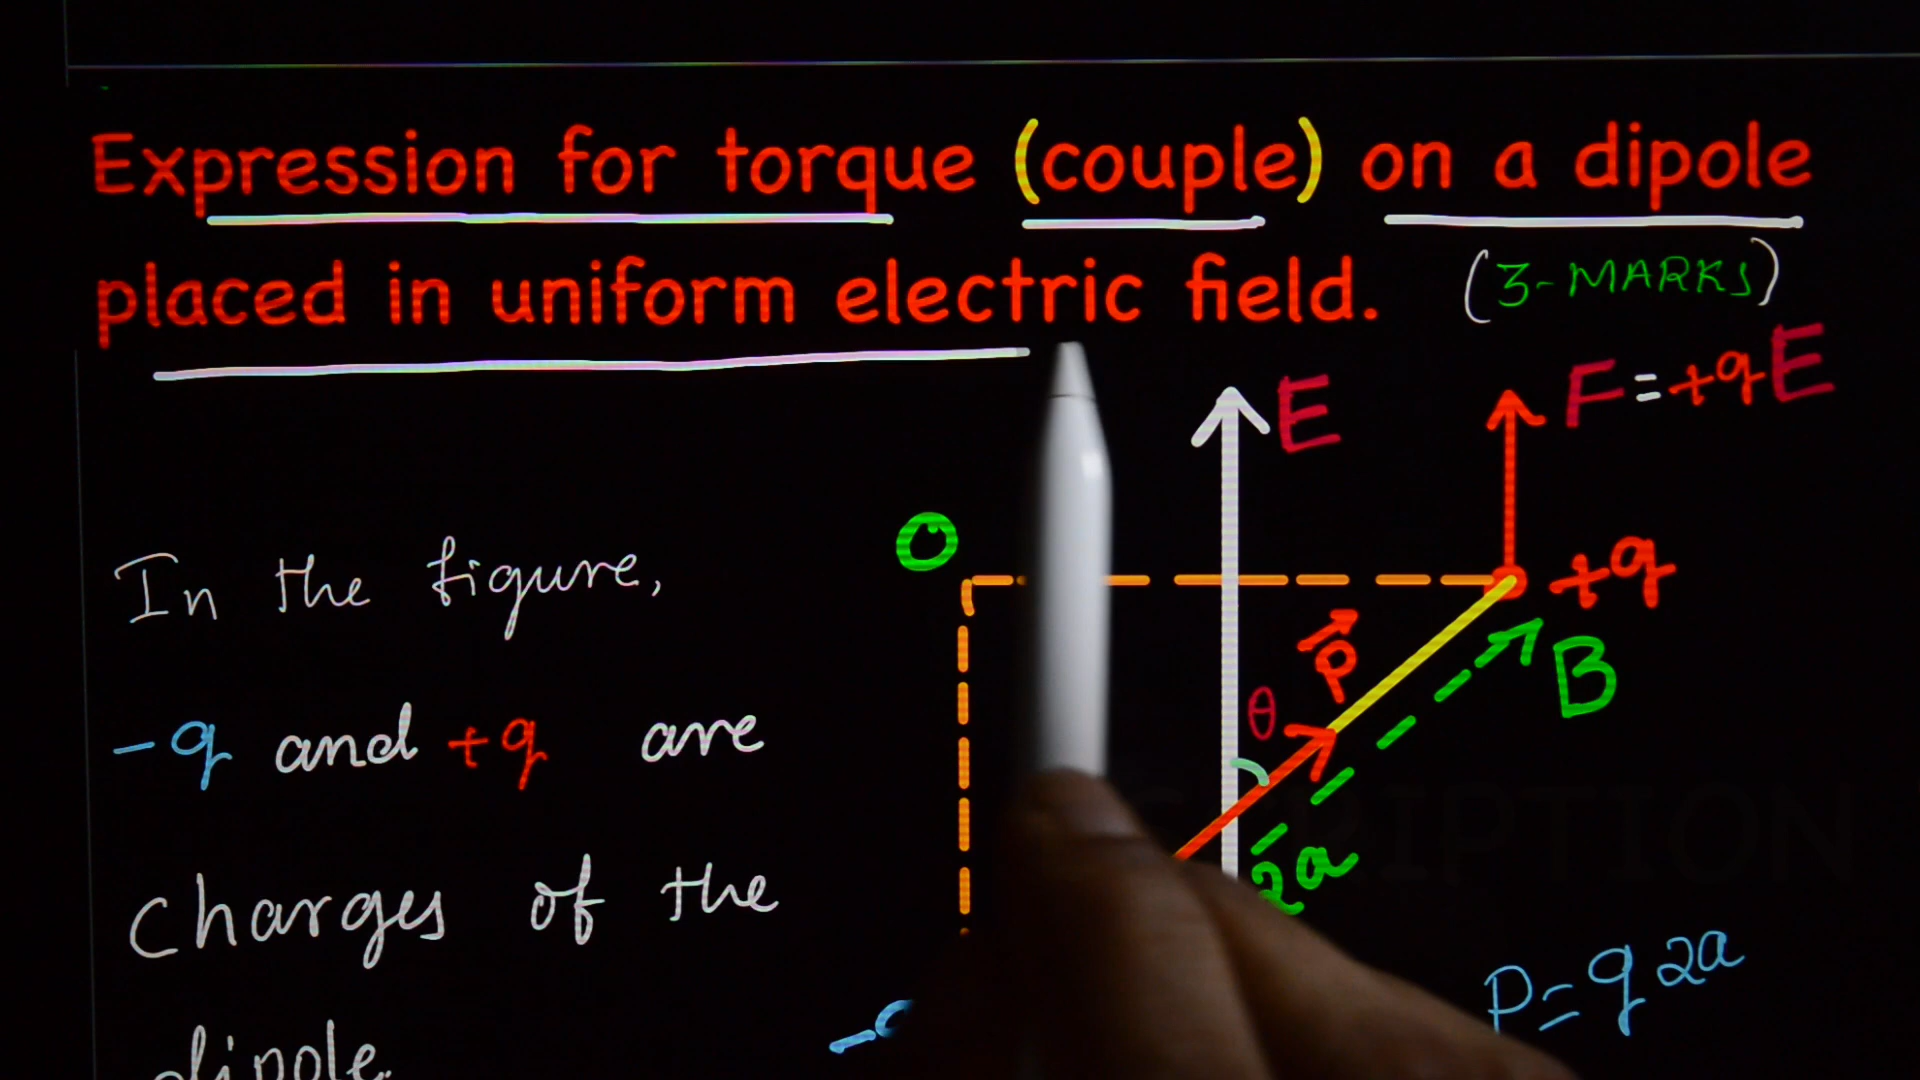 Expression for torque (couple) on a dipole
placed in uniform electric field.
(3-MARKS)
E
F=+qE
O
+q
In the figure,
p
B
θ
-q and +q are
2a
charges of the
P=q2a
dipole